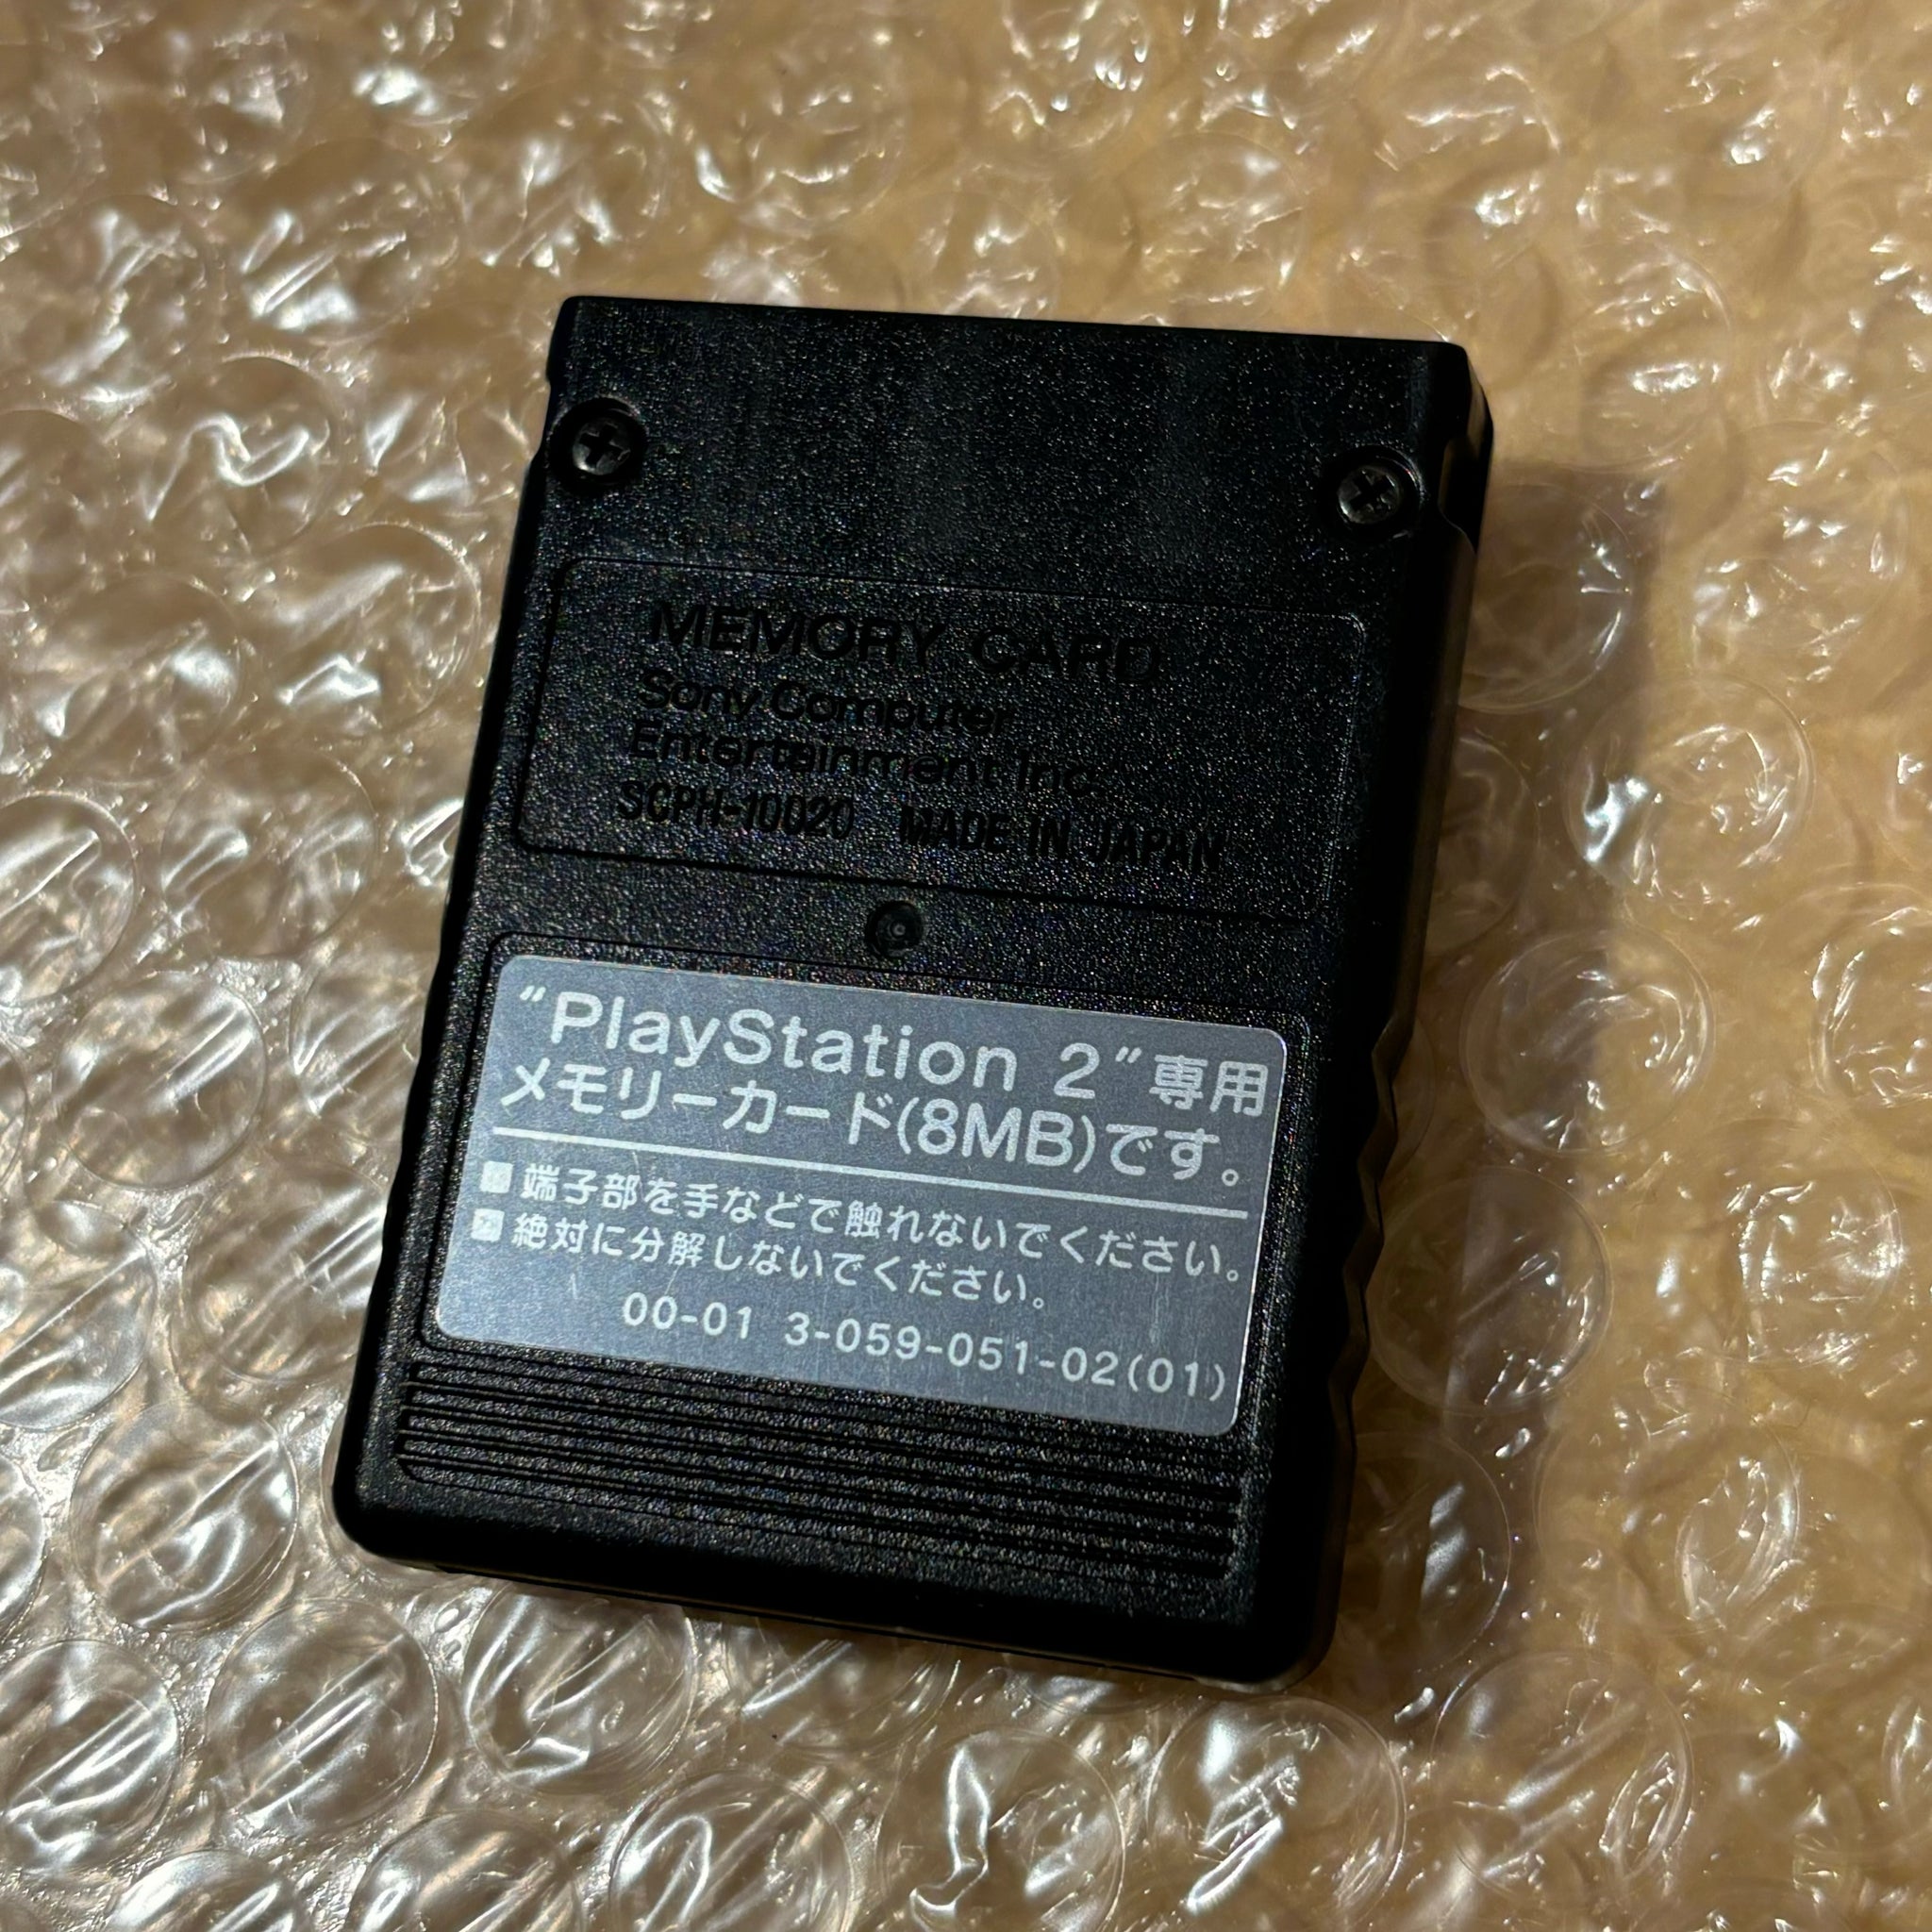 MEMORY CARD
Sony Computer
Entertainment Inc.
SCPH-10020 MADE IN JAPAN
“PlayStation 2”専用
メモリーカード(8MB)です。
■ 端子部を手などで触れないでください。
■ 絶対に分解しないでください。
00-01 3-059-051-02(01)